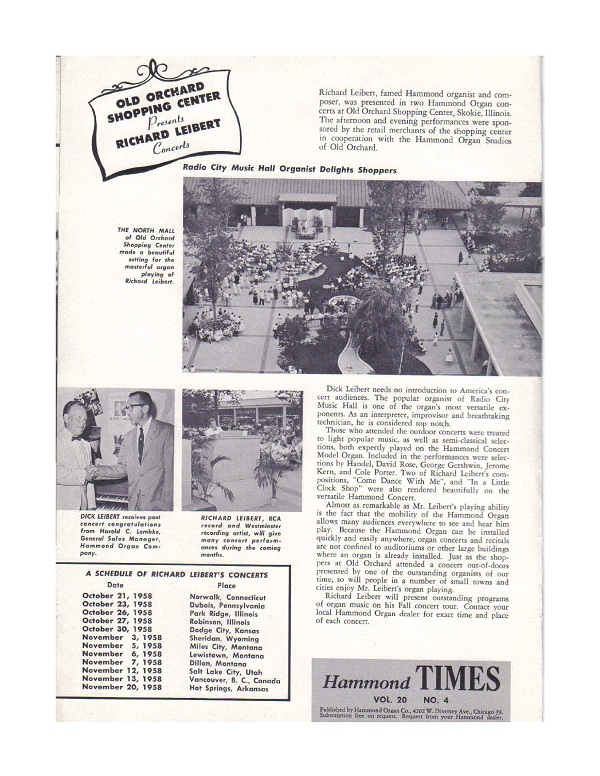 OLD ORCHARD
SHOPPING CENTER
Presents
RICHARD LEIBERT
Concerts
Richard Leibert, famed Hammond organist and com-
poser, was presented in two Hammond Organ con-
certs at Old Orchard Shopping Center, Skokie, Illinois.
The afternoon and evening performances were spon-
sored by the retail merchants of the shopping center
in cooperation with the Hammond Organ Studios
of Old Orchard.
Radio City Music Hall Organist Delights Shoppers
THE NORTH MALL
of Old Orchard
Shopping Center
made a beautiful
setting for the
masterful organ
playing of
Richard Leibert.
DICK LEIBERT receives post
concert congratulations
from Harold C. Lembke,
General Sales Manager,
Hammond Organ Com-
pany.
RICHARD LEIBERT, RCA
record and Westminster
recording artist, will give
many concert perform-
ances during the coming
months.
A SCHEDULE OF RICHARD LEIBERT'S CONCERTS
Date Place
October 21, 1958 Norwalk, Connecticut
October 23, 1958 Dubois, Pennsylvania
October 26, 1958 Park Ridge, Illinois
October 27, 1958 Robinson, Illinois
October 30, 1958 Dodge City, Kansas
November 3, 1958 Sheridan, Wyoming
November 5, 1958 Miles City, Montana
November 6, 1958 Lewistown, Montana
November 7, 1958 Dillon, Montana
November 12, 1958 Salt Lake City, Utah
November 13, 1958 Vancouver, B. C., Canada
November 20, 1958 Hot Springs, Arkansas
Dick Leibert needs no introduction to America's con-
cert audiences. The popular organist of Radio City
Music Hall is one of the organ's most versatile ex-
ponents. As an interpreter, improvisor and breathtaking
technician, he is considered top notch.
Those who attended the outdoor concerts were treated
to light popular music, as well as semi-classical selec-
tions, both expertly played on the Hammond Concert
Model Organ. Included in the performances were selec-
tions by Handel, David Rose, George Gershwin, Jerome
Kern, and Cole Porter. Two of Richard Leibert's com-
positions, "Come Dance With Me", and "In a Little
Clock Shop" were also rendered beautifully on the
versatile Hammond Concert.
Almost as remarkable as Mr. Leibert's playing ability
is the fact that the mobility of the Hammond Organ
allows many audiences everywhere to see and hear him
play. Because the Hammond Organ can be installed
quickly and easily anywhere, organ concerts and recitals
are not confined to auditoriums or other large buildings
where an organ is already installed. Just as the shop-
pers at Old Orchard attended a concert out-of-doors
presented by one of the outstanding organists of our
time, so will people in a number of small towns and
cities enjoy Mr. Leibert's organ playing.
Richard Leibert will present outstanding programs
of organ music on his Fall concert tour. Contact your
local Hammond Organ dealer for exact time and place
of each concert.
Hammond TIMES
VOL. 20 NO. 4
Published by Hammond Organ Co., 4202 W. Diversey Ave., Chicago 39.
Subscription free on request. Request from your Hammond dealer.